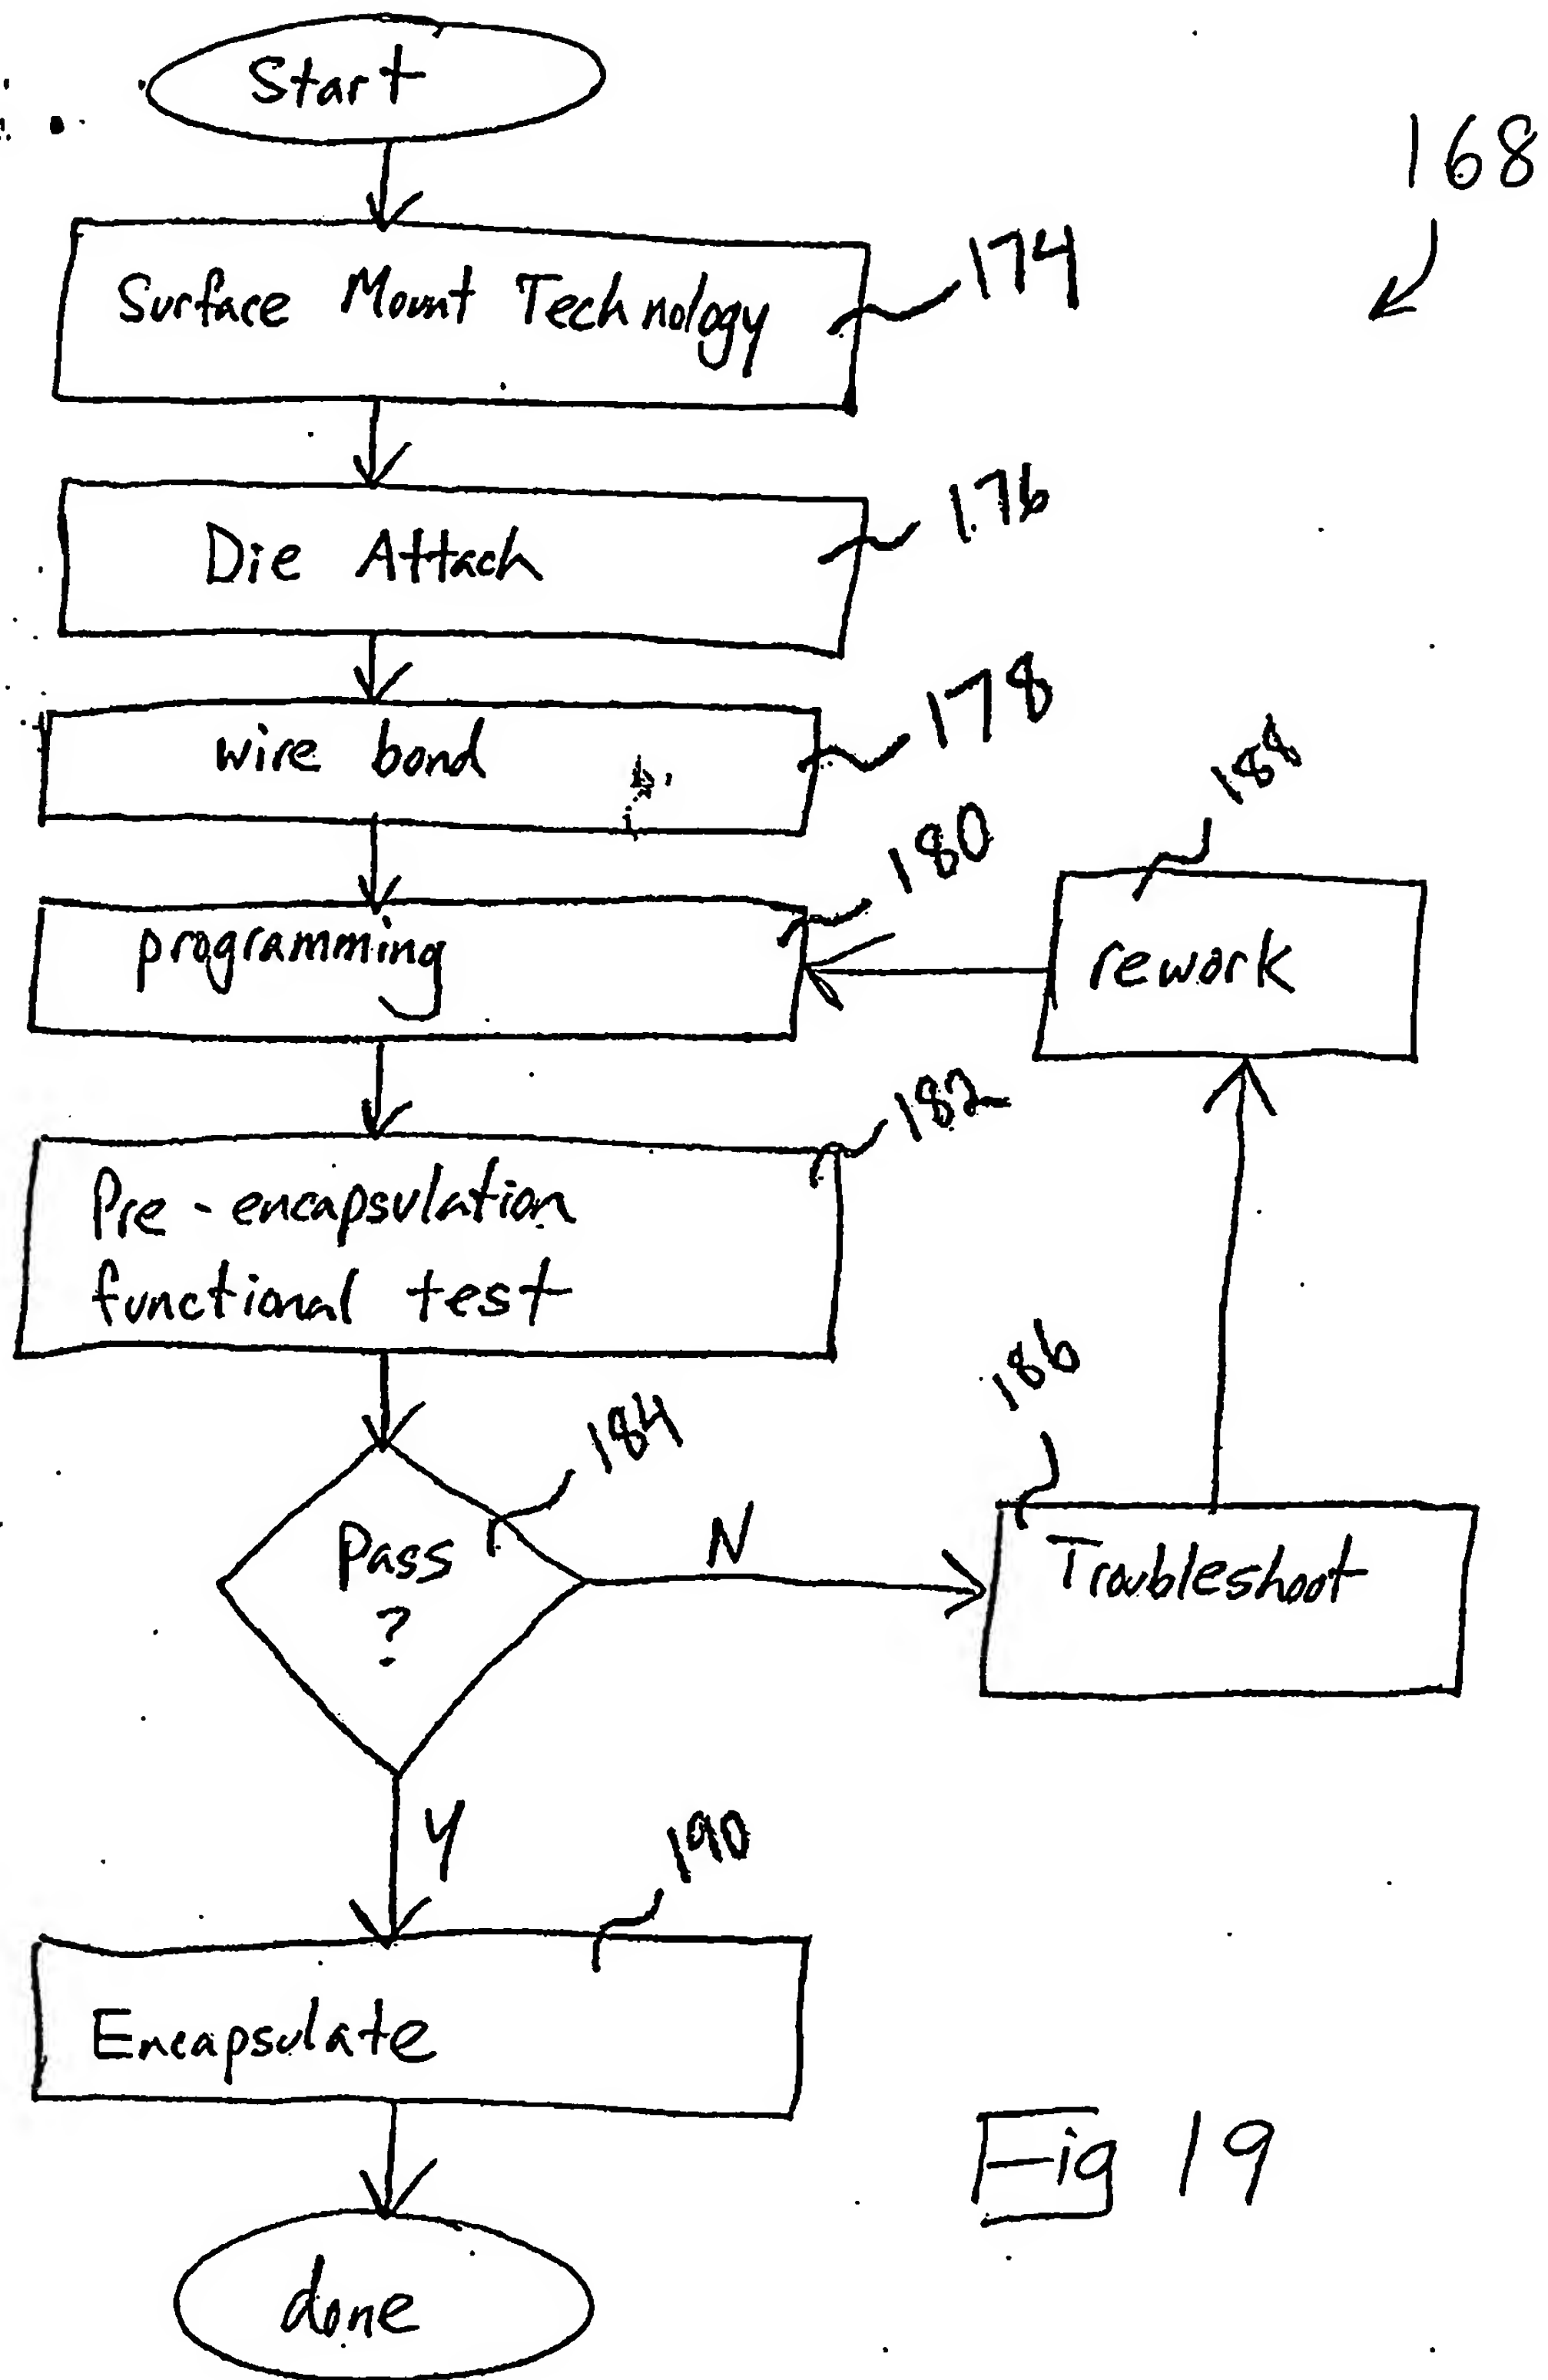 Start
168
Surface Mount Technology
174
Die Attach
176
wire bond
178
programming
180
rework
188
Pre-encapsulation
functional test
182
Pass
?
184
N
Troubleshoot
186
Y
Encapsulate
190
done
Fig 19